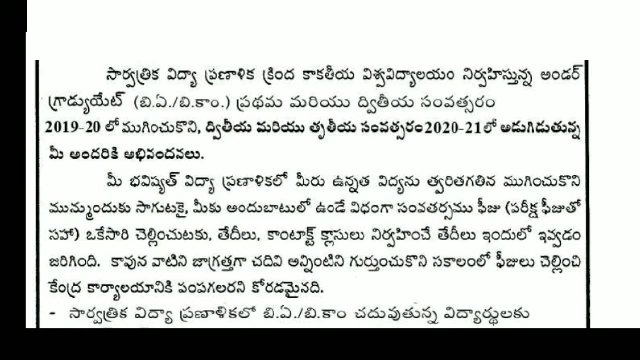 సార్వత్రిక విద్యా ప్రణాళిక క్రింద కాకతీయ విశ్వవిద్యాలయం నిర్వహిస్తున్న అండర్
గ్రాడ్యుయేట్ (బి.ఏ./బి.కాం.) ప్రథమ మరియు ద్వితీయ సంవత్సరం
2019-20 లో ముగించుకొని, ద్వితీయ మరియు తృతీయ సంవత్సరం 2020-21లో అడుగిడుతున్న
మీ అందరికి అభివందనలు.
మీ భవిష్యత్ విద్యా ప్రణాళికలో మీరు ఉన్నత విద్యను త్వరితగతిన ముగించుకొని
మున్ముందుకు సాగుటకై, మీకు అందుబాటులో ఉండే విధంగా సంవతర్సము ఫీజు (పరీక్ష ఫీజుతో
సహా) ఒకేసారి చెల్లించుటకు, తేదీలు, కాంటాక్ట్ క్లాసులు నిర్వహించే తేదీలు ఇందులో ఇవ్వడం
జరిగింది. కావున వాటిని జాగ్రత్తగా చదివి అన్నింటిని గుర్తుంచుకొని సకాలంలో ఫీజులు చెల్లించి
కేంద్ర కార్యాలయానికి పంపగలరని కోరడమైనది.
- సార్వత్రిక విద్యా ప్రణాళికలో బి.ఏ/బి.కాం చదువుతున్న విద్యార్థులకు